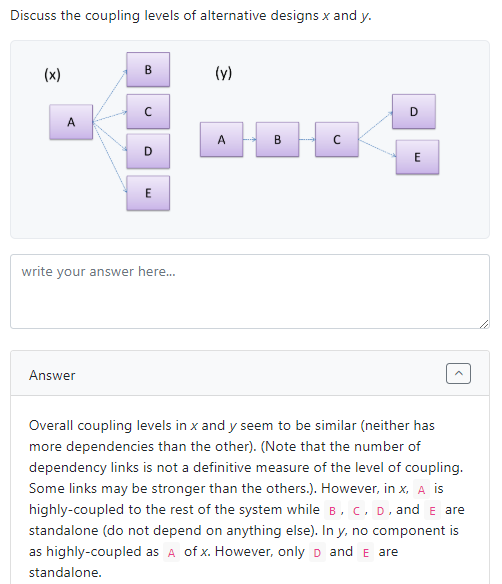 Discuss the coupling levels of alternative designs x and y.
(x)
A
B
C
D
E
(y)
A
B
C
D
E
write your answer here...
Answer
Overall coupling levels in x and y seem to be similar (neither has
more dependencies than the other). (Note that the number of
dependency links is not a definitive measure of the level of coupling.
Some links may be stronger than the others.). However, in x, A is
highly-coupled to the rest of the system while B, C, D, and E are
standalone (do not depend on anything else). In y, no component is
as highly-coupled as A of x. However, only D and E are
standalone.